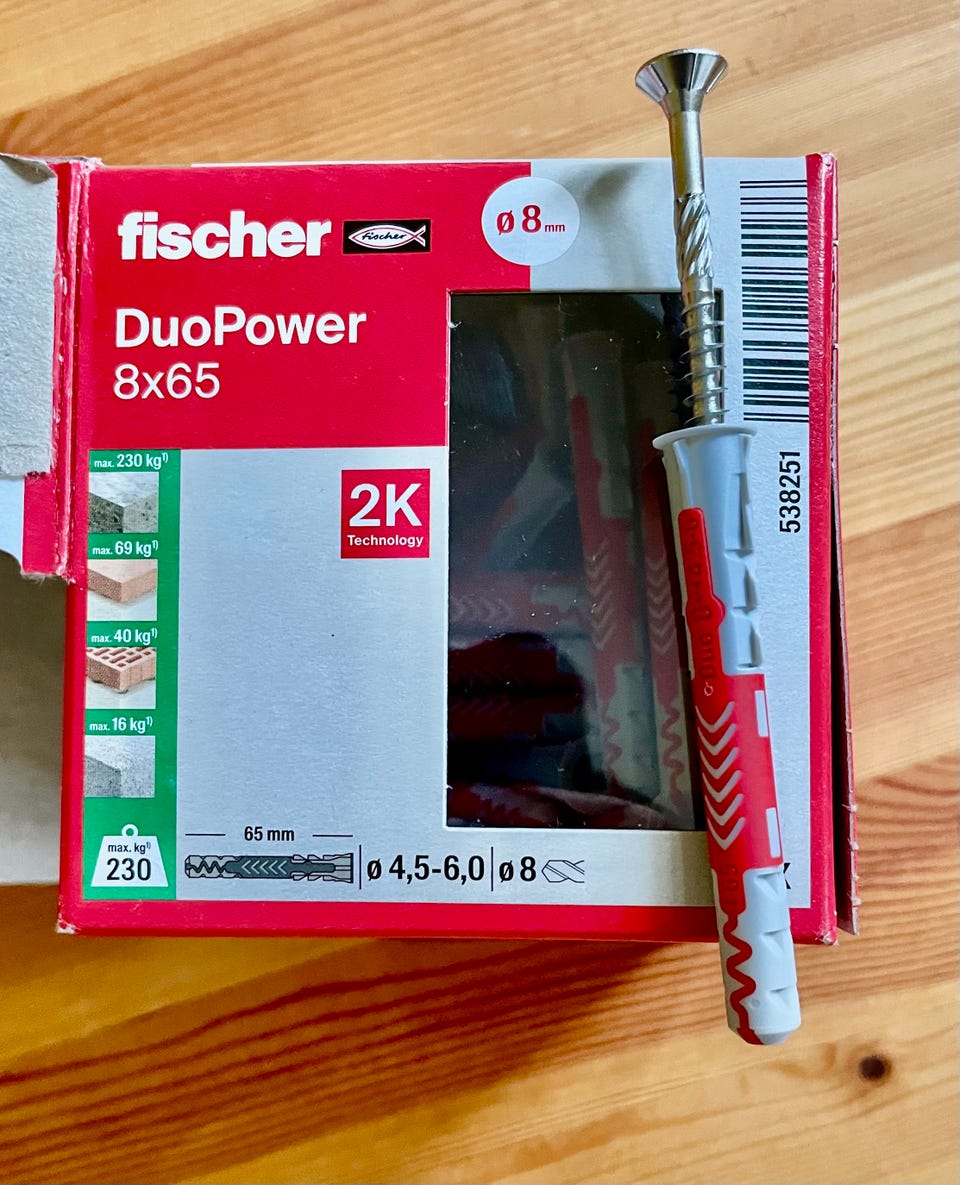 fischer
fischer
ø 8 mm
DuoPower
8x65
max. 230 kg¹⁾
max. 69 kg¹⁾
max. 40 kg¹⁾
max. 16 kg¹⁾
max. kg¹⁾
230
2K
Technology
65 mm
ø 4,5-6,0
ø 8
538251